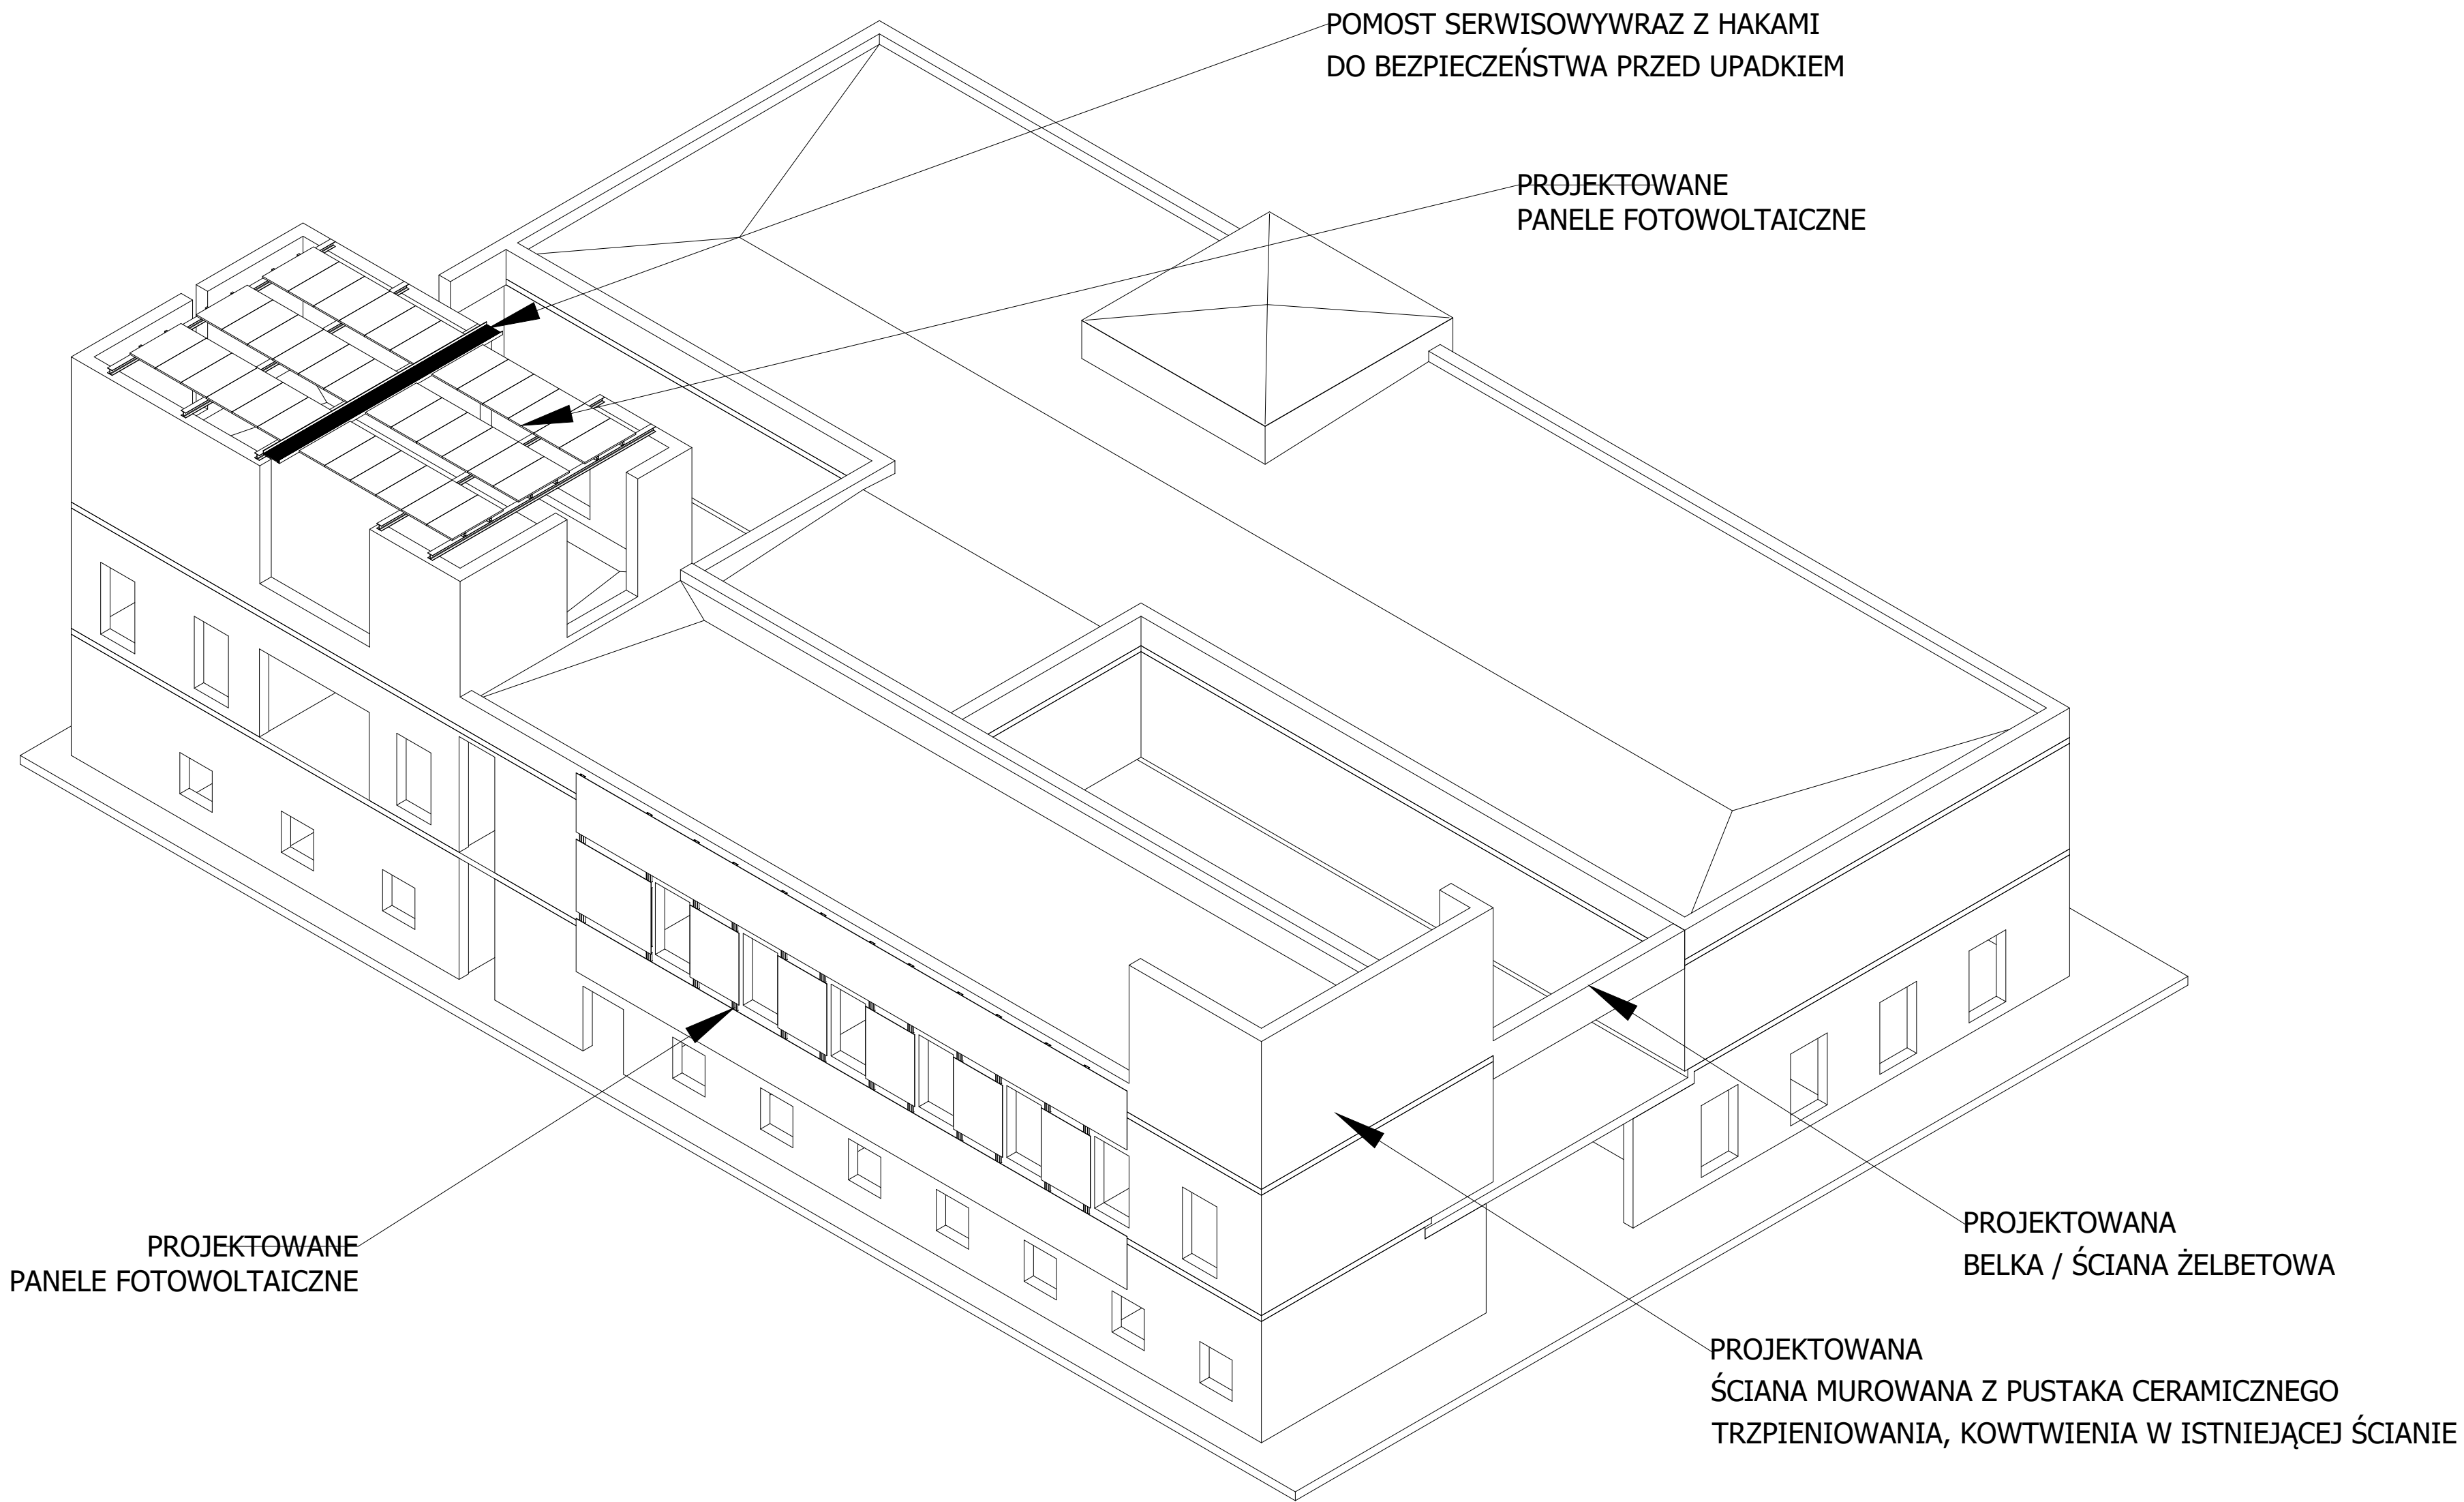 POMOST SERWISOWYWRAZ Z HAKAMI
DO BEZPIECZEŃSTWA PRZED UPADKIEM
PROJEKTOWANE
PANELE FOTOWOLTAICZNE
PROJEKTOWANE
PANELE FOTOWOLTAICZNE
PROJEKTOWANA
BELKA / ŚCIANA ŻELBETOWA
PROJEKTOWANA
ŚCIANA MUROWANA Z PUSTAKA CERAMICZNEGO
TRZPIENIOWANIA, KOWTWIENIA W ISTNIEJĄCEJ ŚCIANIE